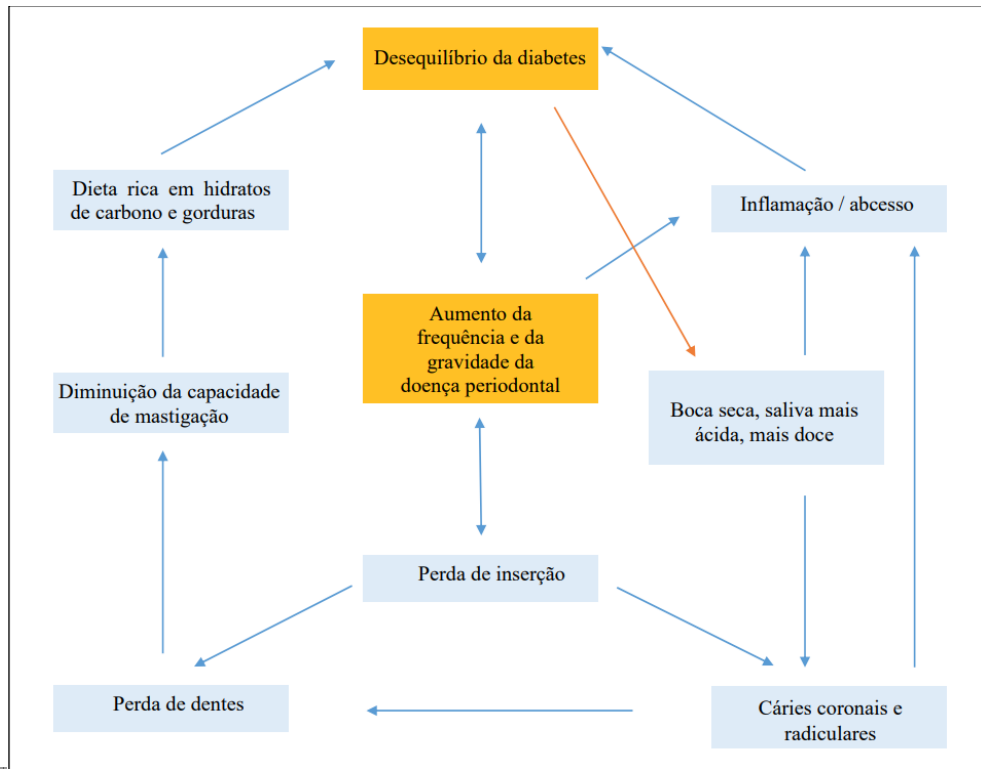 Desequilíbrio da diabetes
Dieta rica em hidratos
de carbono e gorduras
Inflamação / abcesso
Aumento da
frequência e da
gravidade da
doença periodontal
Diminuição da capacidade
de mastigação
Boca seca, saliva mais
ácida, mais doce
Perda de inserção
Perda de dentes
Cáries coronais e
radiculares